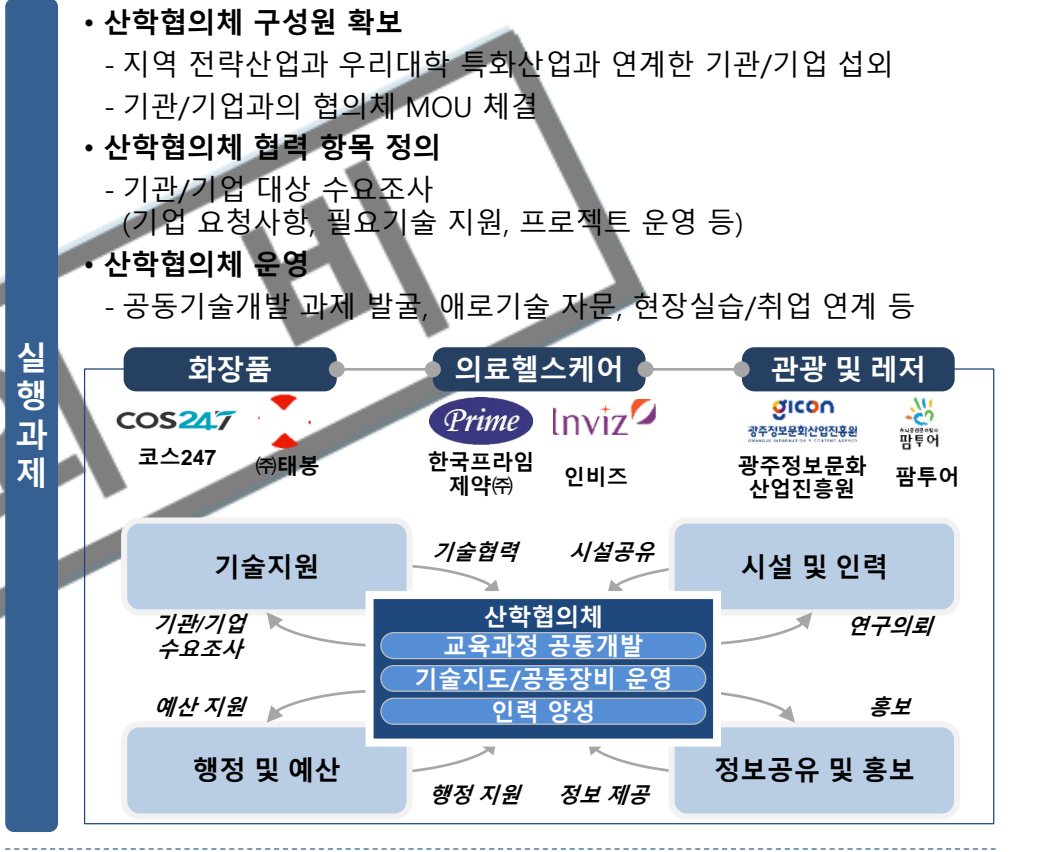 실행과제
• 산학협의체 구성원 확보
- 지역 전략산업과 우리대학 특화산업과 연계한 기관/기업 섭외
- 기관/기업과의 협의체 MOU 체결
• 산학협의체 협력 항목 정의
- 기관/기업 대상 수요조사
(기업 요청사항, 필요기술 지원, 프로젝트 운영 등)
• 산학협의체 운영
- 공동기술개발 과제 발굴, 애로기술 자문, 현장실습/취업 연계 등
화장품 의료헬스케어 관광 및 레저
COS247
코스247
㈜태봉
Prime
한국프라임
제약㈜
Inviz
인비즈
gicon
광주정보문화산업진흥원
광주정보문화
산업진흥원
팜투어
팜투어
기술지원
기술협력
시설공유
시설 및 인력
기관/기업
수요조사
연구의뢰
산학협의체
교육과정 공동개발
기술지도/공동장비 운영
인력 양성
예산 지원
홍보
행정 및 예산
행정 지원
정보 제공
정보공유 및 홍보
비